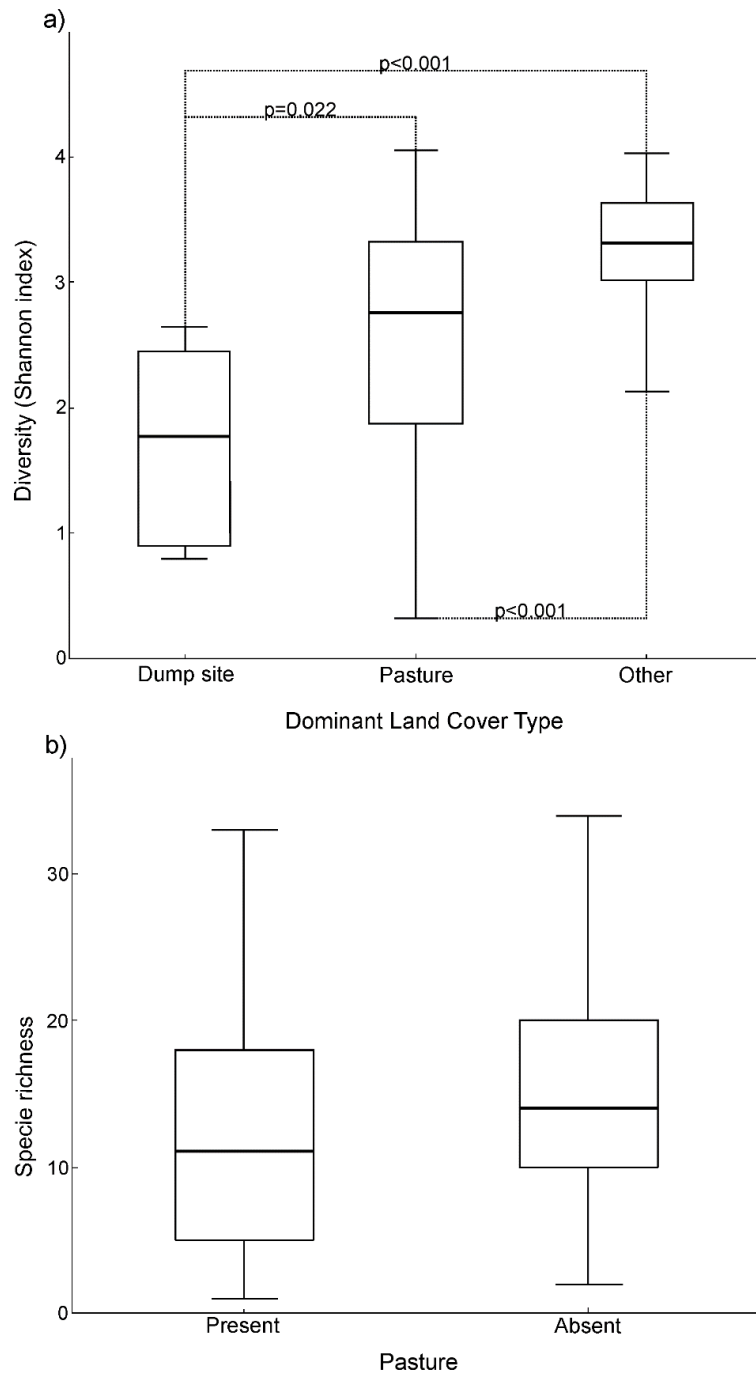 a)
p<0.001
p=0.022
4
3
2
1
0
Diversity (Shannon index)
p<0.001
Dump site Pasture Other
Dominant Land Cover Type
b)
30
20
10
0
Specie richness
Present Absent
Pasture